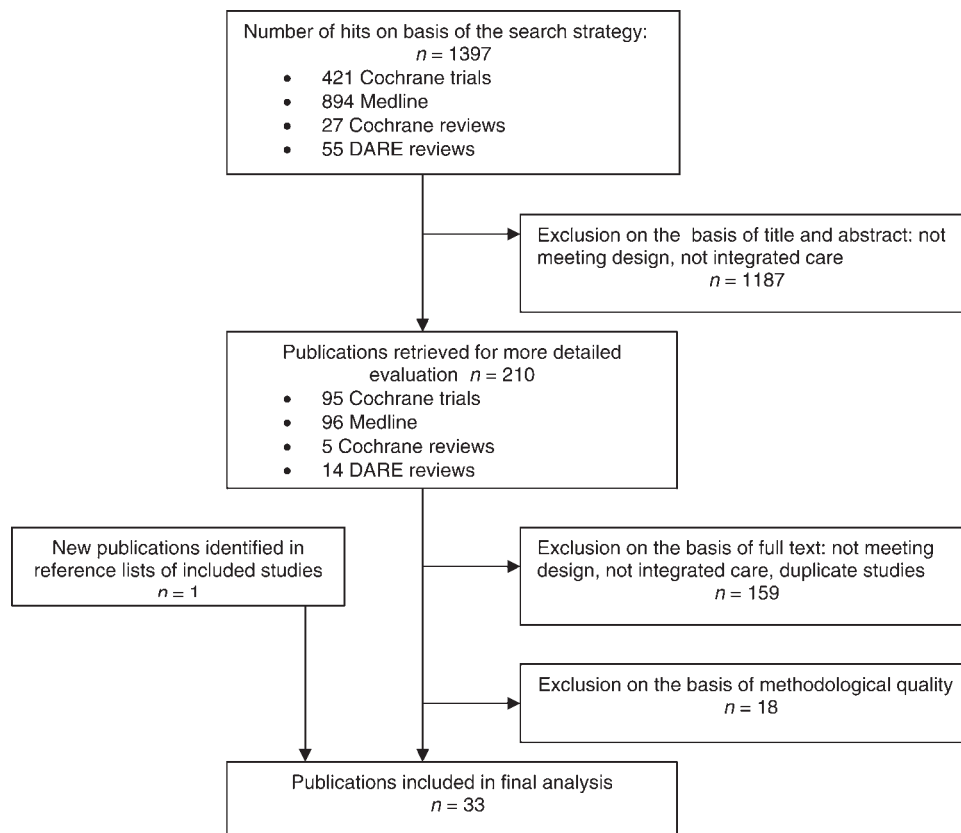 Number of hits on basis of the search strategy:
n = 1397
• 421 Cochrane trials
• 894 Medline
• 27 Cochrane reviews
• 55 DARE reviews
Exclusion on the basis of title and abstract: not
meeting design, not integrated care
n = 1187
Publications retrieved for more detailed
evaluation n = 210
• 95 Cochrane trials
• 96 Medline
• 5 Cochrane reviews
• 14 DARE reviews
New publications identified in
reference lists of included studies
n = 1
Exclusion on the basis of full text: not meeting
design, not integrated care, duplicate studies
n = 159
Exclusion on the basis of methodological quality
n = 18
Publications included in final analysis
n = 33